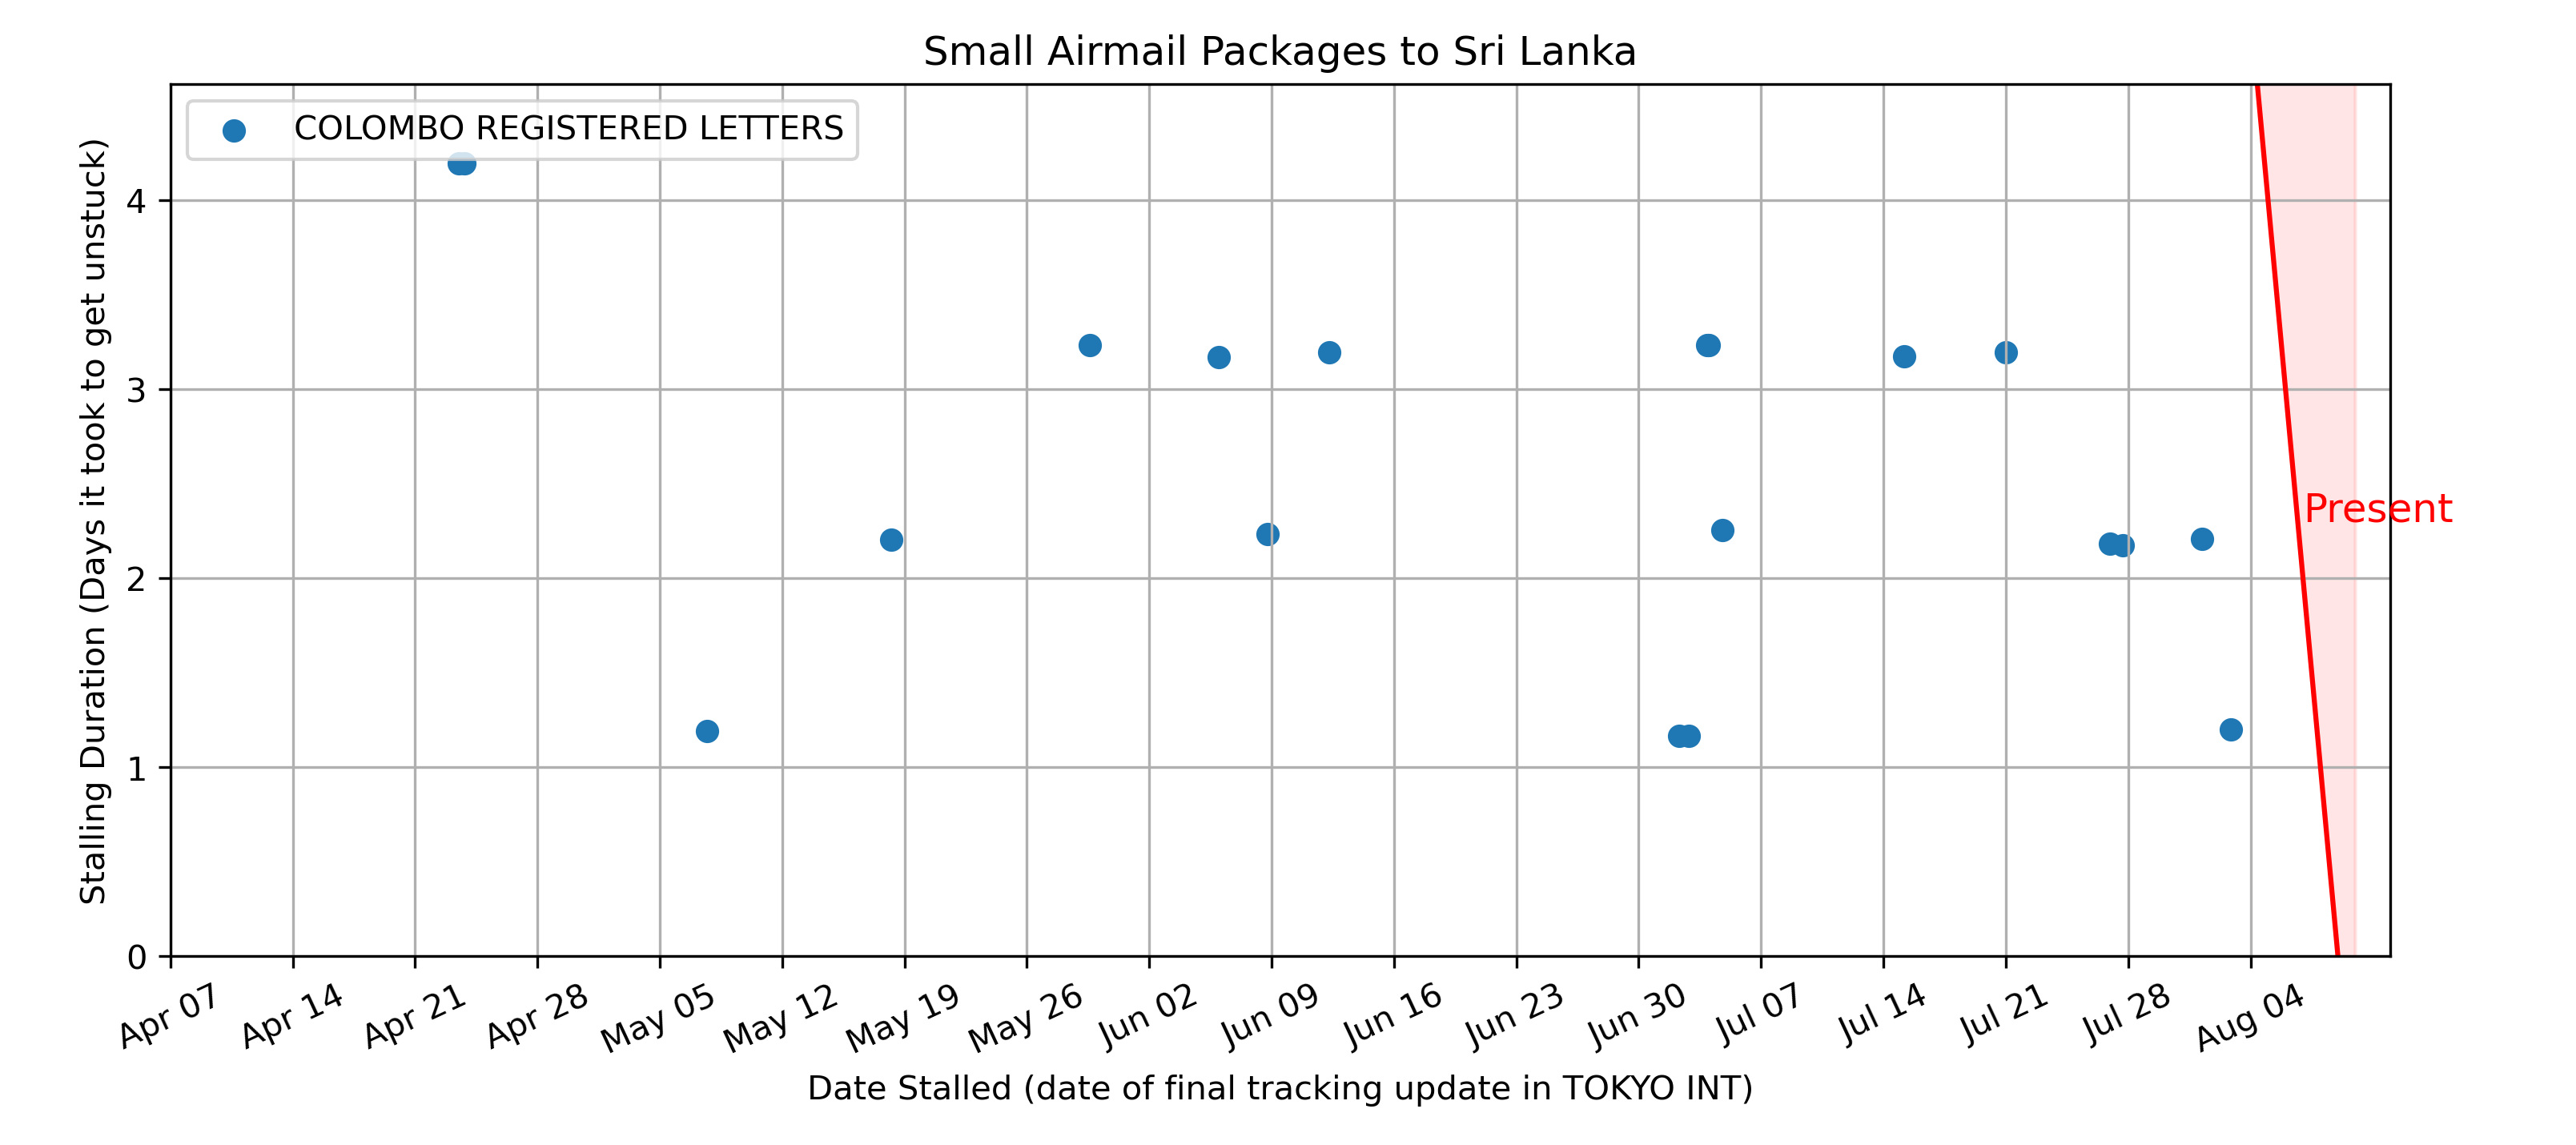 Small Airmail Packages to Sri Lanka
COLOMBO REGISTERED LETTERS
Stalling Duration (Days it took to get unstuck)
4
3
2
1
0
Present
Apr 07
Apr 14
Apr 21
Apr 28
May 05
May 12
May 19
May 26
Jun 02
Jun 09
Jun 16
Jun 23
Jun 30
Jul 07
Jul 14
Jul 21
Jul 28
Aug 04
Date Stalled (date of final tracking update in TOKYO INT)